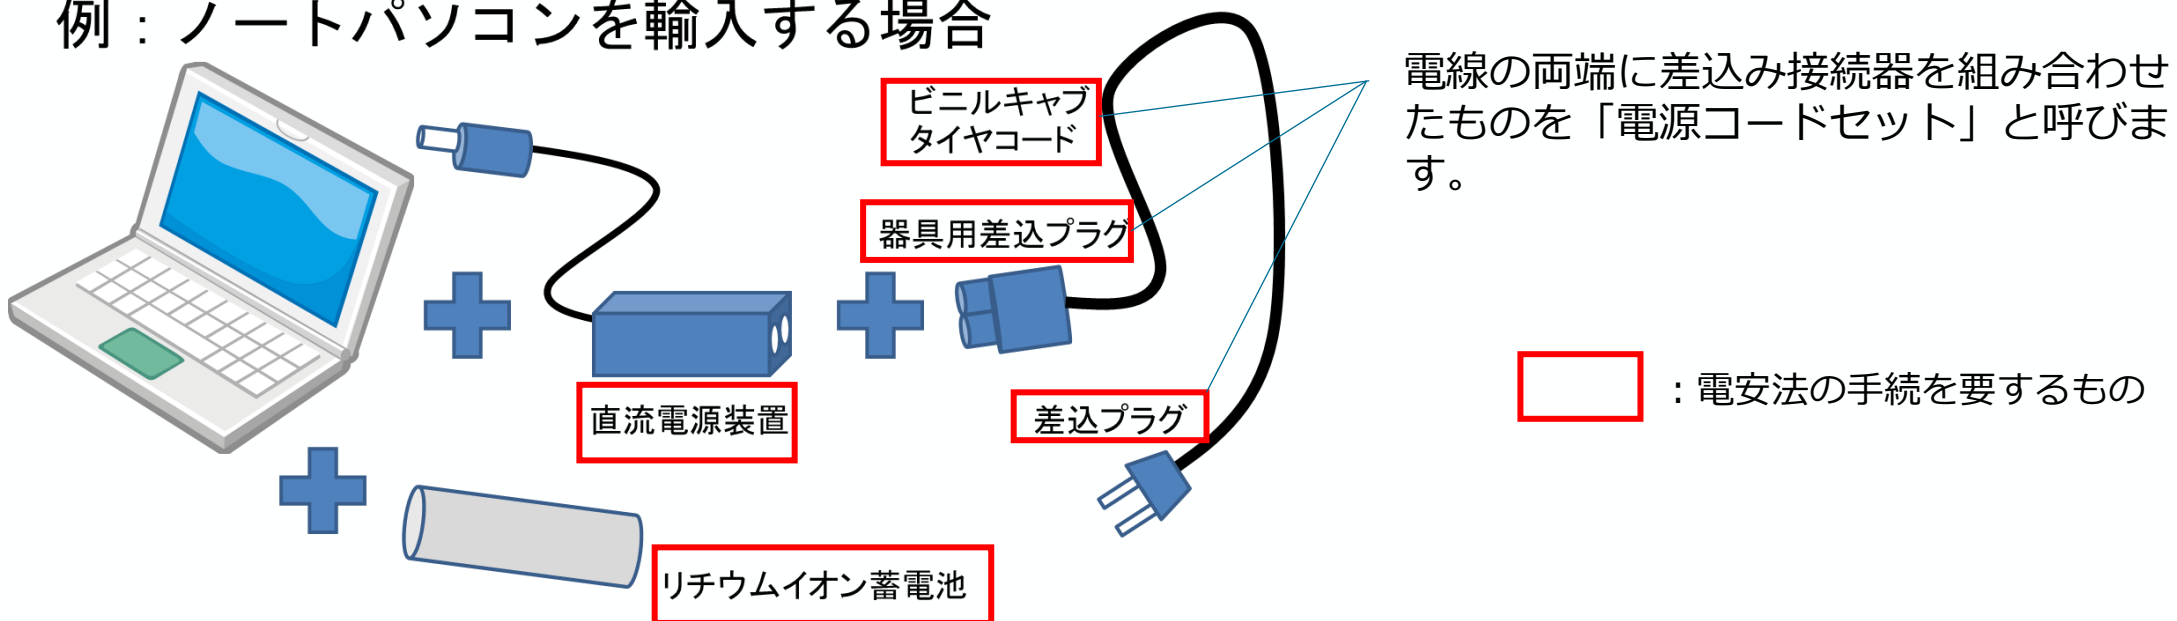 例：ノートパソコンを輸入する場合
ビニルキャブ
タイヤコード
電線の両端に差込み接続器を組み合わせ
たものを「電源コードセット」と呼びま
す。
器具用差込プラグ
直流電源装置
差込プラグ
：電安法の手続を要するもの
リチウムイオン蓄電池